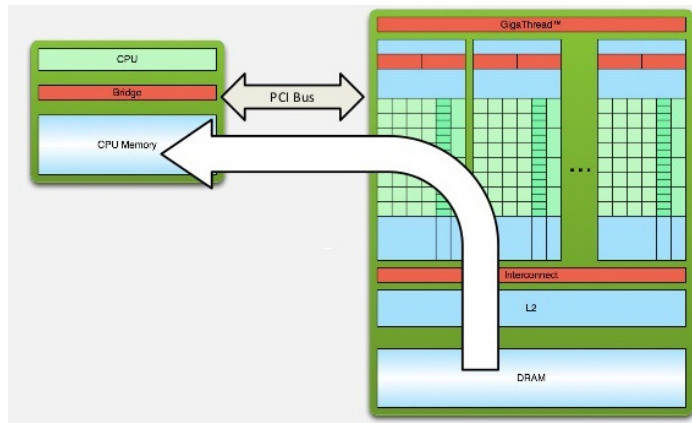 GigaThread™
CPU
Bridge
PCI Bus
CPU Memory
...
Interconnect
L2
DRAM